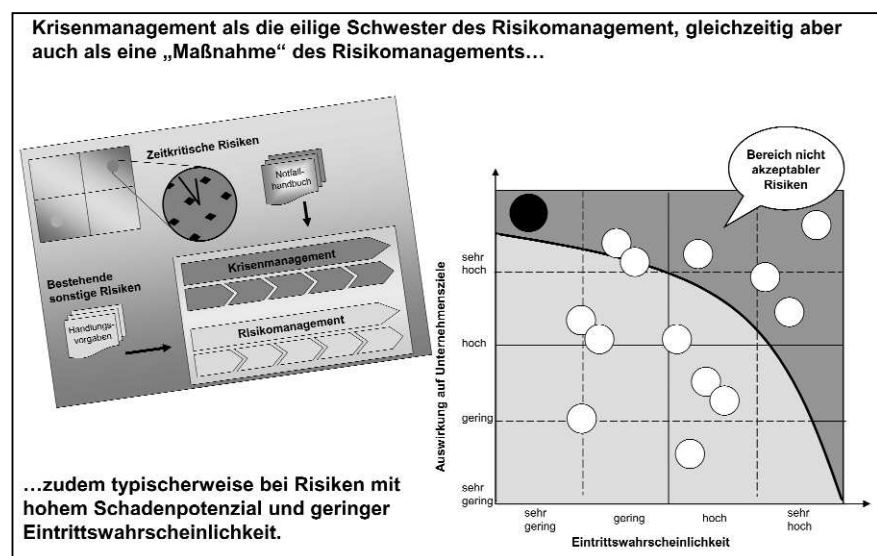 Krisenmanagement als die eilige Schwester des Risikomanagement, gleichzeitig aber
auch als eine „Maßnahme“ des Risikomanagements…
Zeitkritische Risiken
Notfall-
handbuch
Krisenmanagement
Bestehende
sonstige Risiken
Handlungs-
vorgaben
Risikomanagement
…zudem typischerweise bei Risiken mit
hohem Schadenpotenzial und geringer
Eintrittswahrscheinlichkeit.
Bereich nicht
akzeptabler
Risiken
Auswirkung auf Unternehmensziele
sehr
hoch
hoch
gering
sehr
gering
sehr
gering
gering
hoch
sehr
hoch
Eintrittswahrscheinlichkeit